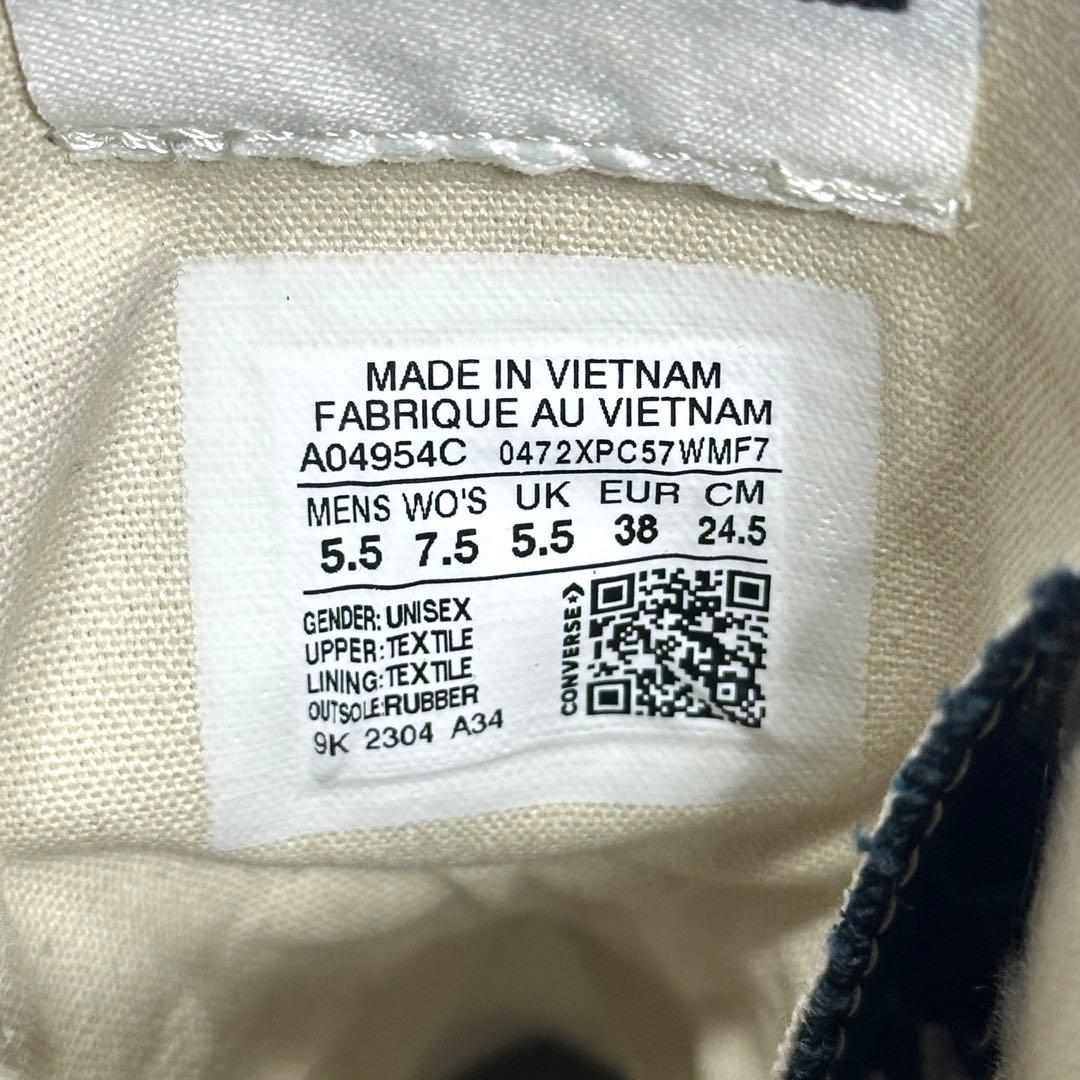 MADE IN VIETNAM
FABRIQUE AU VIETNAM
A04954C 0472XPC57WMF7
MENS WO'S UK EUR CM
5.5 7.5 5.5 38 24.5
GENDER: UNISEX
UPPER:TEXTILE
LINING:TEXTILE
OUTSOLE:RUBBER
9K 2304 A34
CONVERSE